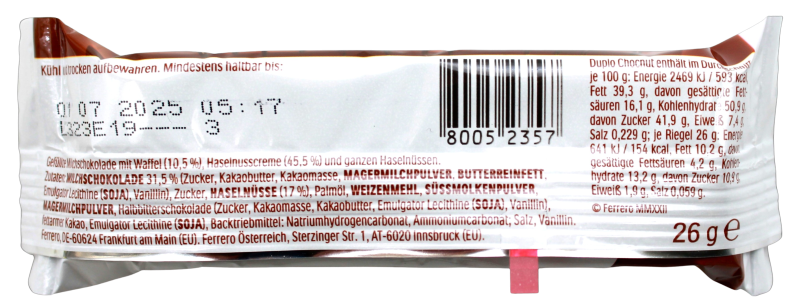 Kühl trocken aufbewahren. Mindestens haltbar bis:
01 07 2025 05:17
L323E19--- 3
8005 2357
Gefüllte Milchschokolade mit Waffel (10,5 %), Haselnusscreme (45,5 %) und ganzen Haselnüssen.
Zutaten: MILCHSCHOKOLADE 31,5 % (Zucker, Kakaobutter, Kakaomasse, MAGERMILCHPULVER, BUTTERREINFETT,
Emulgator Lecithine (SOJA), Vanillin), Zucker, HASELNÜSSE (17 %), Palmöl, WEIZENMEHL, SÜSSMOLKENPULVER,
MAGERMILCHPULVER, Halbbitterschokolade (Zucker, Kakaomasse, Kakaobutter, Emulgator Lecithine (SOJA), Vanillin),
fettarmer Kakao, Emulgator Lecithine (SOJA), Backtriebmittel: Natriumhydrogencarbonat, Ammoniumcarbonat; Salz, Vanillin.
Ferrero, DE-60624 Frankfurt am Main (EU). Ferrero Österreich, Sterzinger Str. 1, AT-6020 Innsbruck (EU).
Duplo Chocnut enthält im
je 100 g: Energie 2469 kJ / 593 kcal
Fett 39,3 g, davon gesättigte Fett-
säuren 16,1 g, Kohlenhydrate 50,9 g
davon Zucker 41,9 g, Eiweiß 7,4 g
Salz 0,229 g; je Riegel 26 g: Energie
641 kJ / 154 kcal, Fett 10,2 g, davon
gesättigte Fettsäuren 4,2 g, Kohlen-
hydrate 13,2 g, davon Zucker 10,9 g
Eiweiß 1,9 g, Salz 0,059 g.
© Ferrero MMXXII
26 g ℮